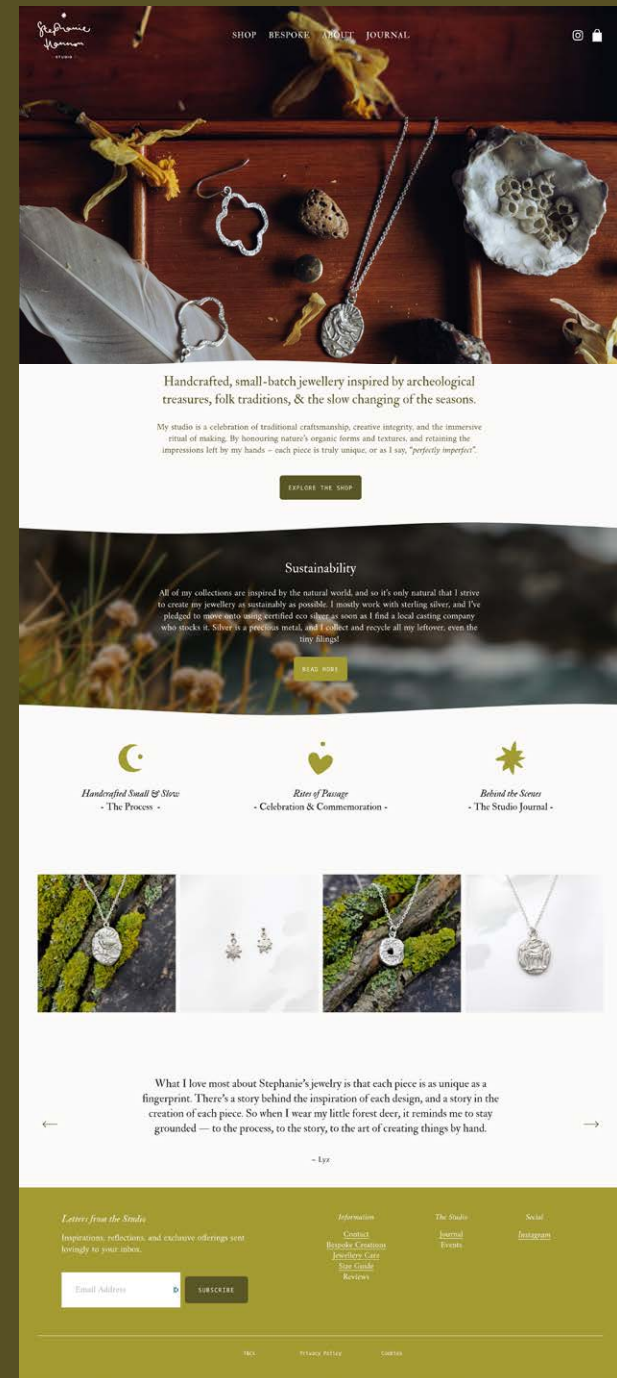 Stephanie
Hannon
- STUDIO -
SHOP BESPOKE ABOUT JOURNAL
Handcrafted, small-batch jewellery inspired by archeological
treasures, folk traditions, & the slow changing of the seasons.
My studio is a celebration of traditional craftsmanship, creative integrity, and the immersive
ritual of making. By honouring nature's organic forms and textures, and retaining the
impressions left by my hands – each piece is truly unique, or as I say, "perfectly imperfect".
EXPLORE THE SHOP
Sustainability
All of my collections are inspired by the natural world, and so it's only natural that I strive
to create my jewellery as sustainably as possible. I mostly work with sterling silver, and I've
pledged to move onto using certified eco silver as soon as I find a local casting company
who stocks it. Silver is a precious metal, and I collect and recycle all my leftover, even the
tiny filings!
READ MORE
Handcrafted Small & Slow
- The Process -
Rites of Passage
- Celebration & Commemoration -
Behind the Scenes
- The Studio Journal -
What I love most about Stephanie's jewelry is that each piece is as unique as a
fingerprint. There's a story behind the inspiration of each design, and a story in the
creation of each piece. So when I wear my little forest deer, it reminds me to stay
grounded — to the process, to the story, to the art of creating things by hand.
– Lyz
Letters from the Studio
Inspirations, reflections, and exclusive offerings sent
lovingly to your inbox.
Email Address
SUBSCRIBE
Information
Contact
Bespoke Creations
Jewellery Care
Size Guide
Reviews
The Studio
Journal
Events
Social
Instagram
T&Cs Privacy Policy Cookies